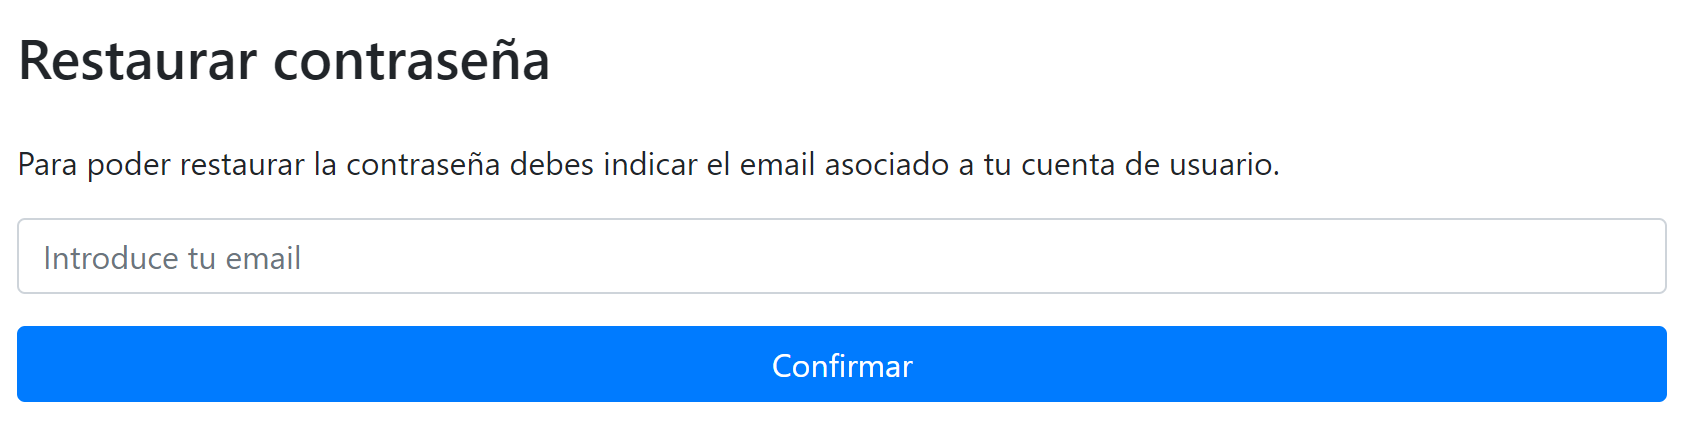 Restaurar contraseña
Para poder restaurar la contraseña debes indicar el email asociado a tu cuenta de usuario.
Introduce tu email
Confirmar